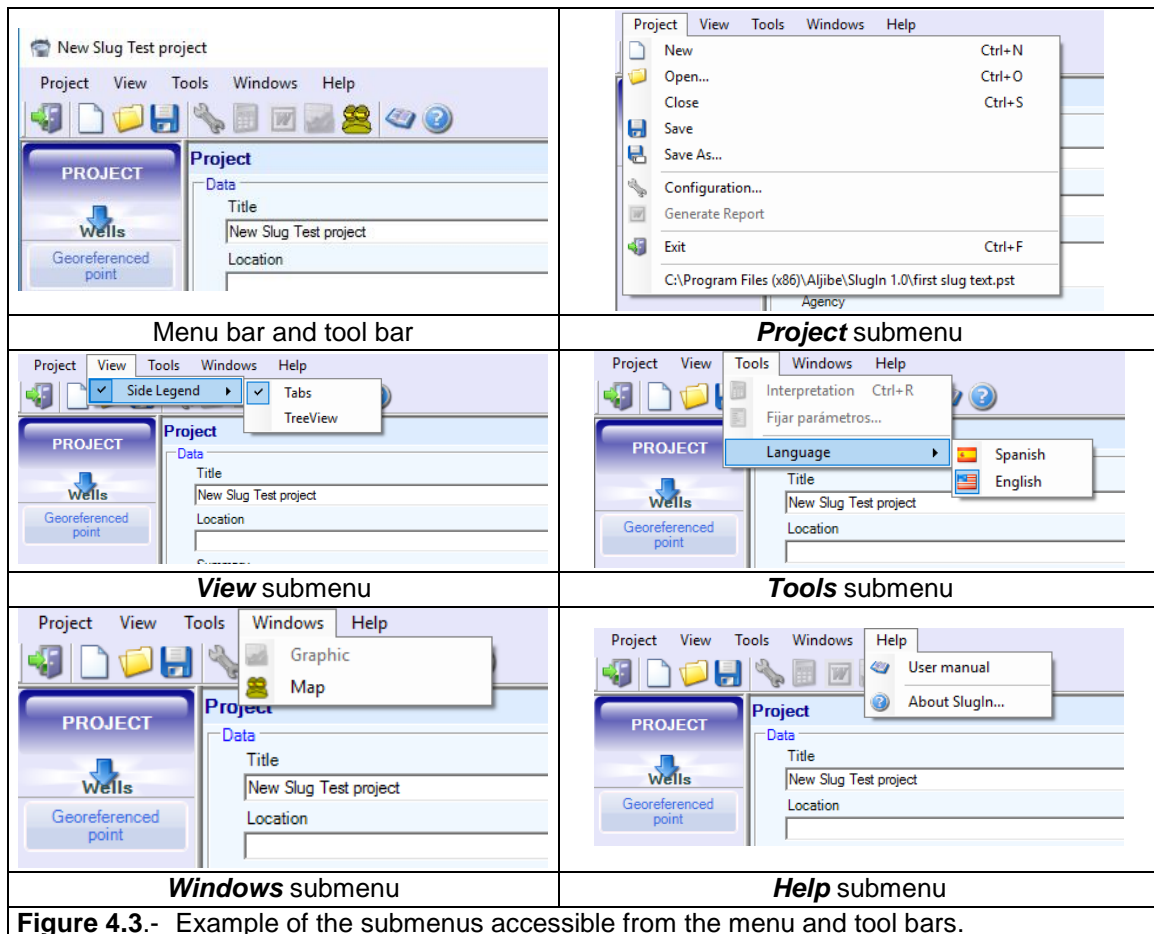 New Slug Test project
Project View Tools Windows Help
PROJECT
Wells
Georeferenced
point
Project
Data
Title
New Slug Test project
Location
Menu bar and tool bar
Project View Tools Windows Help
New Ctrl+N
Open... Ctrl+O
Close Ctrl+S
Save
Save As...
Configuration...
Generate Report
Exit Ctrl+F
C:\Program Files (x86)\Aljibe\SlugIn 1.0\first slug text.pst
Agency
Project submenu
Project View Tools Windows Help
Side Legend Tabs
TreeView
PROJECT
Wells
Georeferenced
point
Project
Data
Title
New Slug Test project
Location
View submenu
Project View Tools Windows Help
Interpretation Ctrl+R
Fijar parámetros...
Language Spanish
English
PROJECT
Wells
Georeferenced
point
Title
New Slug Test project
Location
Tools submenu
Project View Tools Windows Help
Graphic
Map
PROJECT
Wells
Georeferenced
point
Project
Data
Title
New Slug Test project
Location
Windows submenu
Project View Tools Windows Help
User manual
About SlugIn...
PROJECT
Wells
Georeferenced
point
Project
Data
Title
New Slug Test project
Location
Help submenu
Figure 4.3.- Example of the submenus accessible from the menu and tool bars.